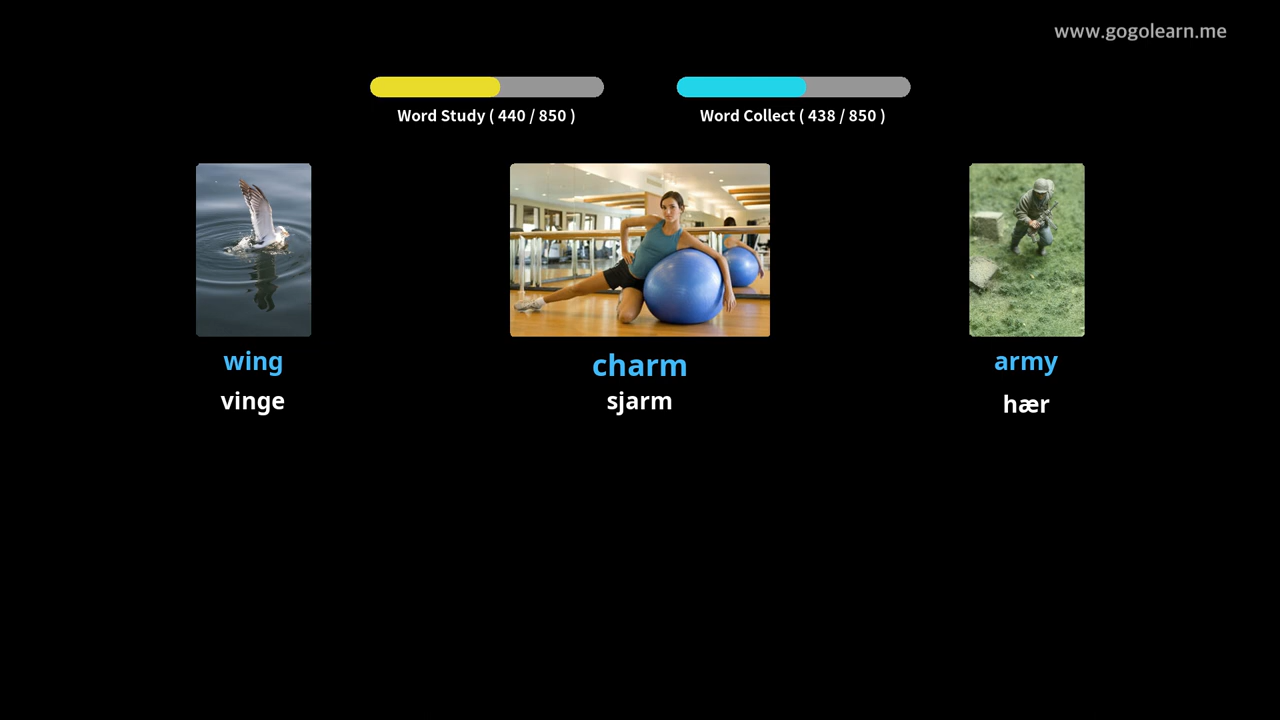 www.gogolearn.me
Word Study ( 440 / 850 )
Word Collect ( 438 / 850 )
wing
vinge
charm
sjarm
army
hær